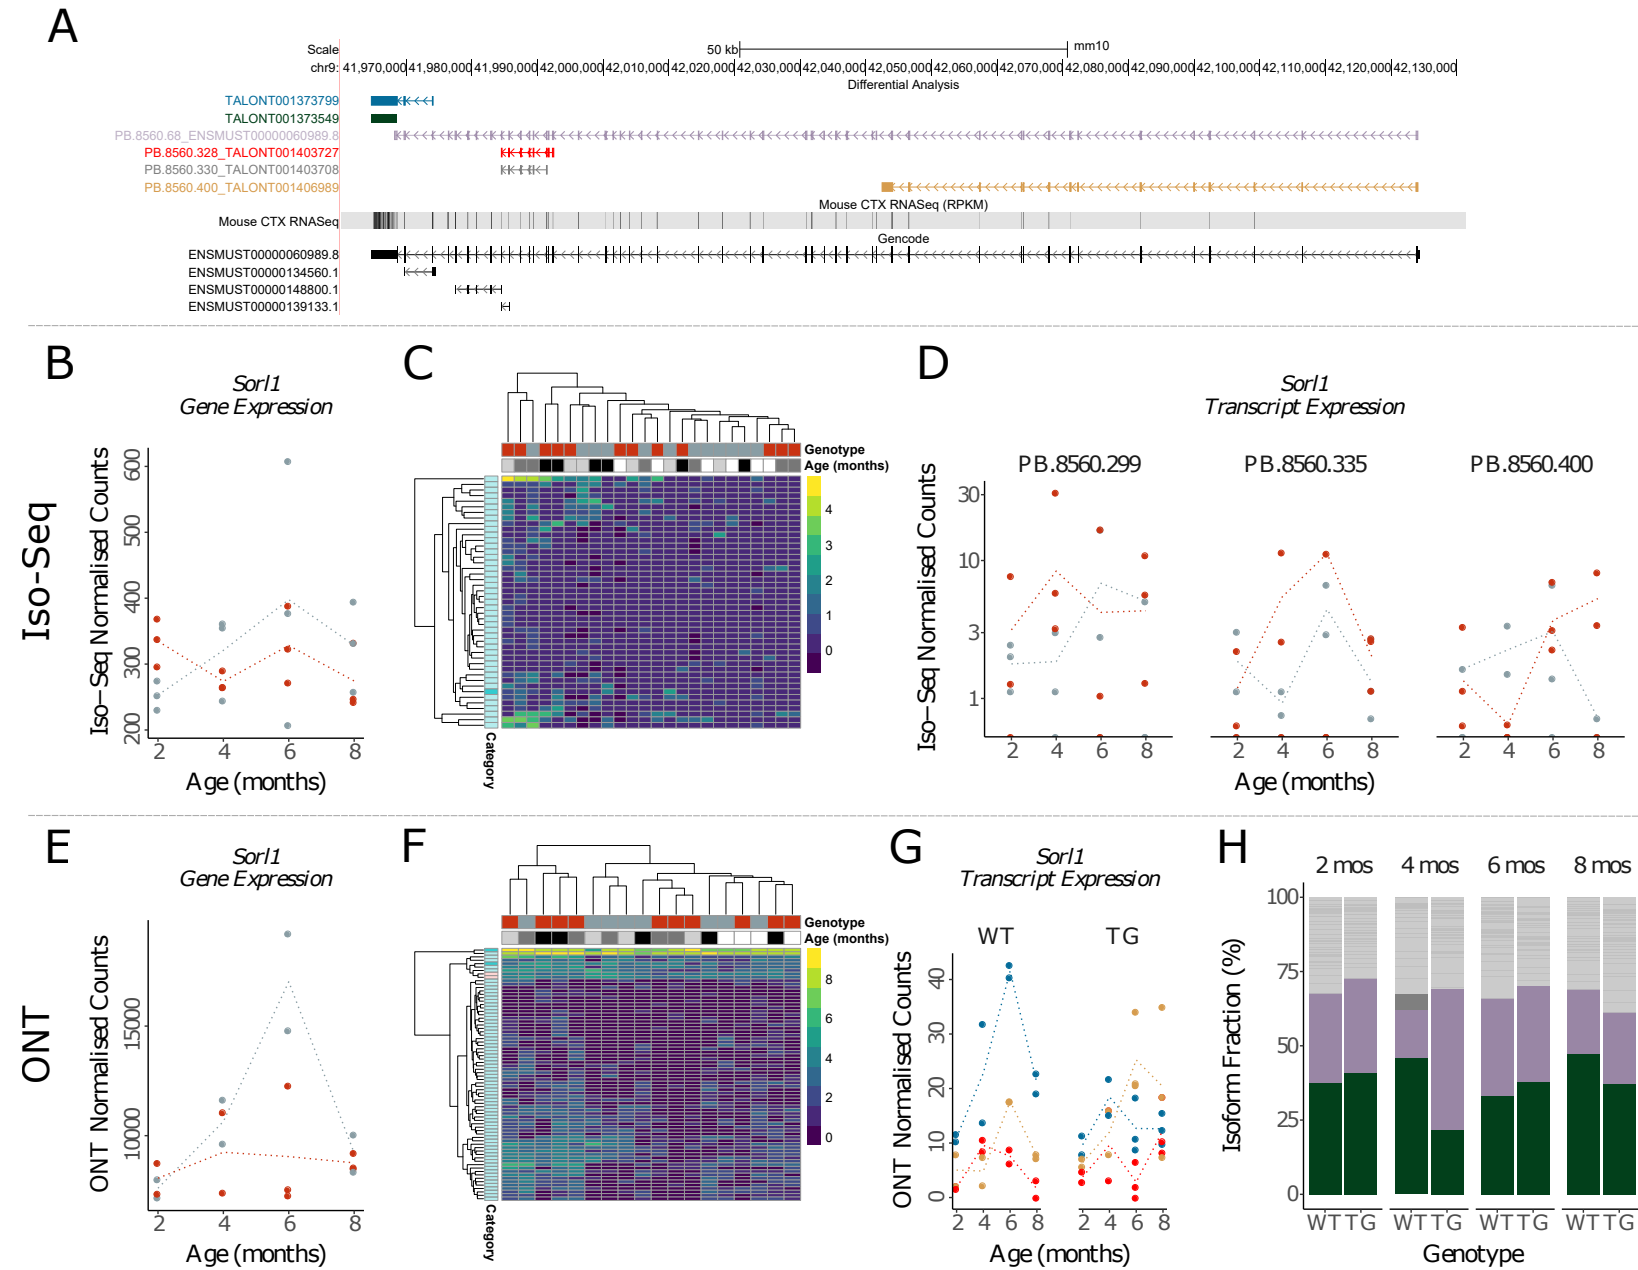 A
Scale 50 kb mm10
chr9: 41,970,000 41,980,000 41,990,000 42,000,000 42,010,000 42,020,000 42,030,000 42,040,000 42,050,000 42,060,000 42,070,000 42,080,000 42,090,000 42,100,000 42,110,000 42,120,000 42,130,000
Differential Analysis
TALONT001373799
TALONT001373549
PB.8560.68_ENSMUST00000060989.8
PB.8560.328_TALONT001403727
PB.8560.330_TALONT001403708
PB.8560.400_TALONT001406989
Mouse CTX RNASeq (RPKM)
Mouse CTX RNASeq
Gencode
ENSMUST00000060989.8
ENSMUST00000134560.1
ENSMUST00000148800.1
ENSMUST00000139133.1
Iso-Seq
B
Sorl1
Gene Expression
Iso-Seq Normalised Counts
600
500
400
300
200
2 4 6 8
Age (months)
C
Genotype
Age (months)
4
3
2
1
0
Category
D
Sorl1
Transcript Expression
PB.8560.299 PB.8560.335 PB.8560.400
Iso-Seq Normalised Counts
30
10
3
1
2 4 6 8 2 4 6 8 2 4 6 8
Age (months)
ONT
E
Sorl1
Gene Expression
ONT Normalised Counts
15000
10000
2 4 6 8
Age (months)
F
Genotype
Age (months)
8
6
4
2
0
Category
G
Sorl1
Transcript Expression
WT TG
ONT Normalised Counts
40
30
20
10
0
2 4 6 8 2 4 6 8
Age (months)
H
2 mos 4 mos 6 mos 8 mos
Isoform Fraction (%)
100
75
50
25
0
WT TG WT TG WT TG WT TG
Genotype